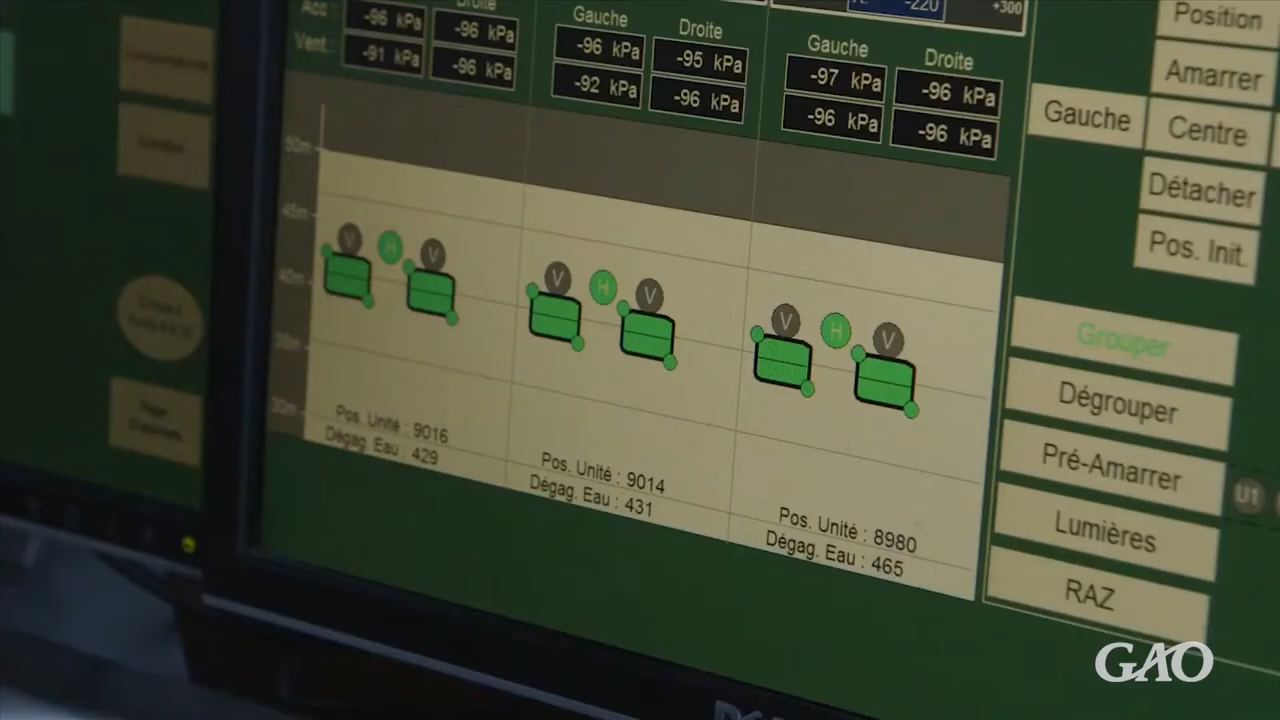 Acc :
Vent :
-96 kPa
-91 kPa
Droite
-96 kPa
-96 kPa
Gauche
-96 kPa
-92 kPa
Droite
-95 kPa
-96 kPa
Gauche
-97 kPa
-96 kPa
Droite
-96 kPa
-96 kPa
-220
+300
Position
Amarrer
Gauche
Centre
Détacher
Pos. Init.
Grouper
Dégrouper
Pré-Amarrer
Lumières
RAZ
U1
50m
45m
40m
V H V
V H V
V H V
Pos. Unité : 9016
Dégag. Eau : 429
Pos. Unité : 9014
Dégag. Eau : 431
Pos. Unité : 8980
Dégag. Eau : 465
GAO